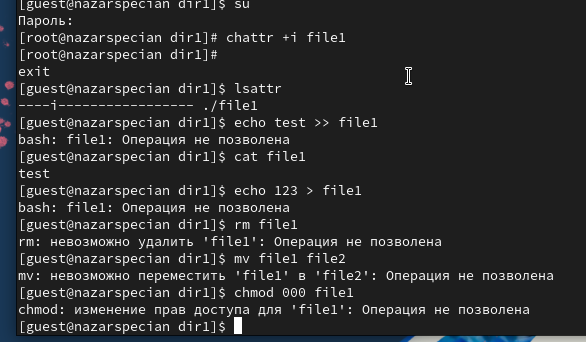 [guest@nazarspecian dir1]$ su
Пароль:
[root@nazarspecian dir1]# chattr +i file1
[root@nazarspecian dir1]#
exit
[guest@nazarspecian dir1]$ lsattr
----i----------------- ./file1
[guest@nazarspecian dir1]$ echo test >> file1
bash: file1: Операция не позволена
[guest@nazarspecian dir1]$ cat file1
test
[guest@nazarspecian dir1]$ echo 123 > file1
bash: file1: Операция не позволена
[guest@nazarspecian dir1]$ rm file1
rm: невозможно удалить 'file1': Операция не позволена
[guest@nazarspecian dir1]$ mv file1 file2
mv: невозможно переместить 'file1' в 'file2': Операция не позволена
[guest@nazarspecian dir1]$ chmod 000 file1
chmod: изменение прав доступа для 'file1': Операция не позволена
[guest@nazarspecian dir1]$